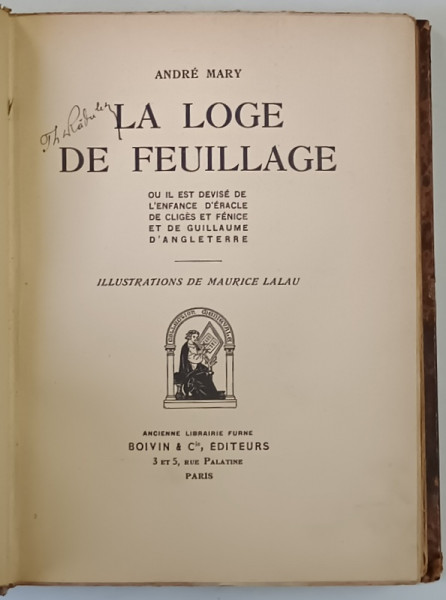 ANDRÉ MARY
LA LOGE
DE FEUILLAGE
OU IL EST DEVISÉ DE
L'ENFANCE D'ÉRACLE
DE CLIGÈS ET FÉNICE
ET DE GUILLAUME
D'ANGLETERRE
ILLUSTRATIONS DE MAURICE LALAU
ANCIENNE LIBRAIRIE FURNE
BOIVIN & Cie, ÉDITEURS
3 ET 5, RUE PALATINE
PARIS